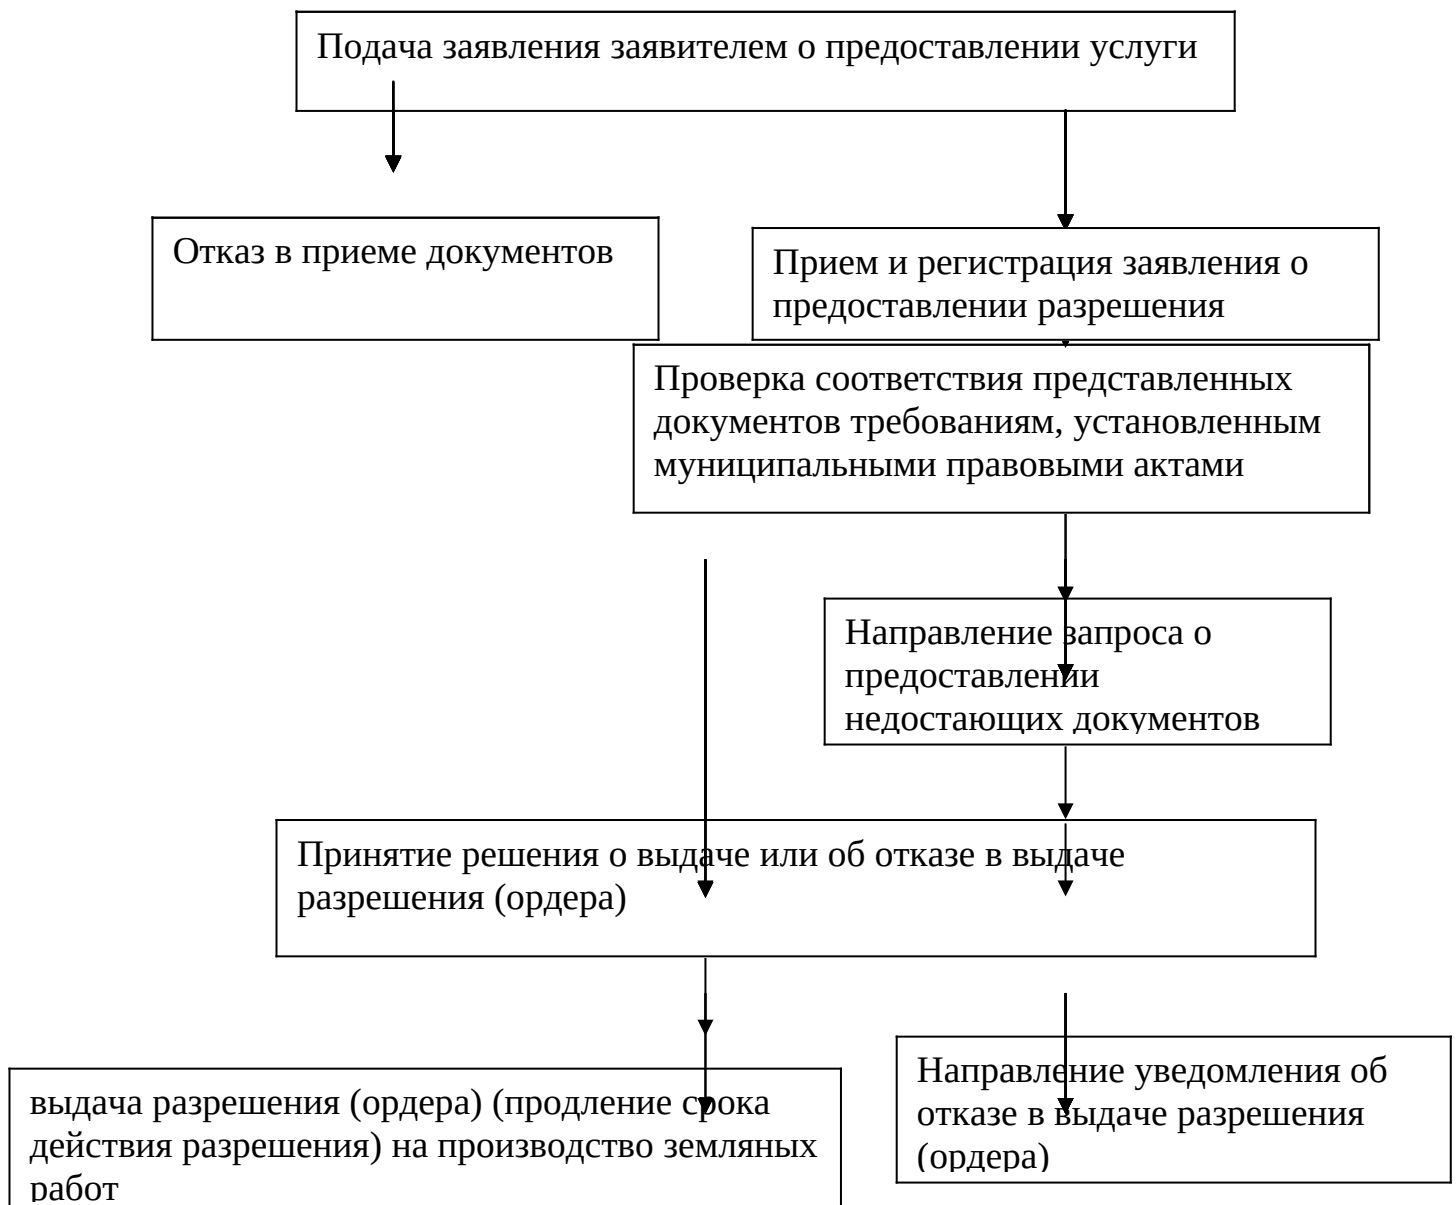 Подача заявления заявителем о предоставлении услуги
Отказ в приеме документов
Прием и регистрация заявления о
предоставлении разрешения
Проверка соответствия представленных
документов требованиям, установленным
муниципальными правовыми актами
Направление запроса о
предоставлении
недостающих документов
Принятие решения о выдаче или об отказе в выдаче
разрешения (ордера)
Направление уведомления об
отказе в выдаче разрешения
(ордера)
выдача разрешения (ордера) (продление срока
действия разрешения) на производство земляных
работ